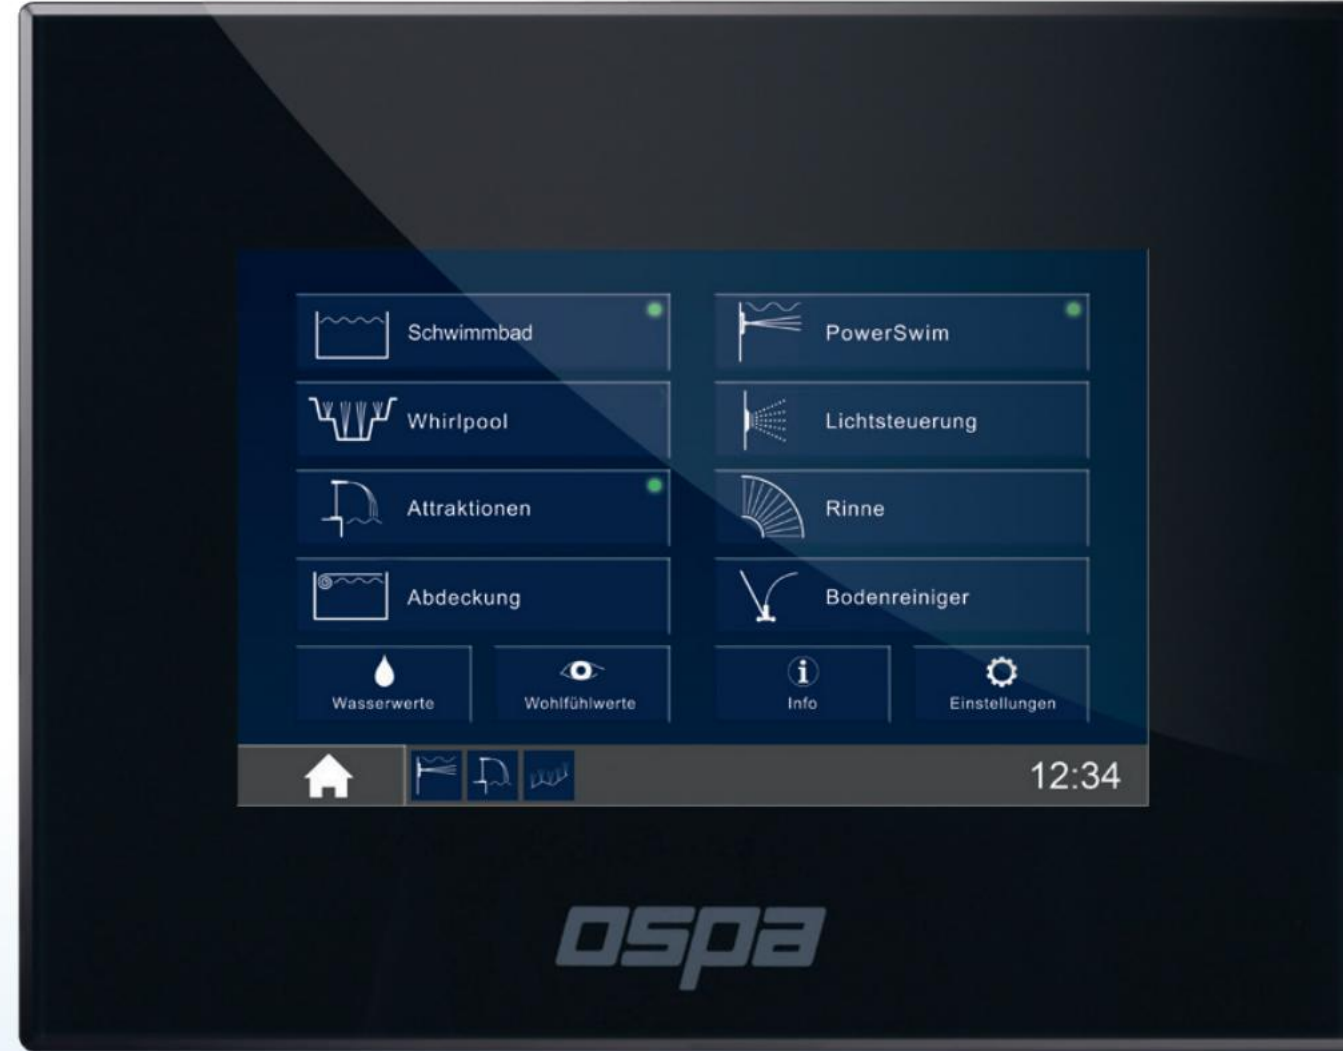 Schwimmbad
PowerSwim
Whirlpool
Lichtsteuerung
Attraktionen
Rinne
Abdeckung
Bodenreiniger
Wasserwerte
Wohlfühlwerte
Info
Einstellungen
12:34
ospa